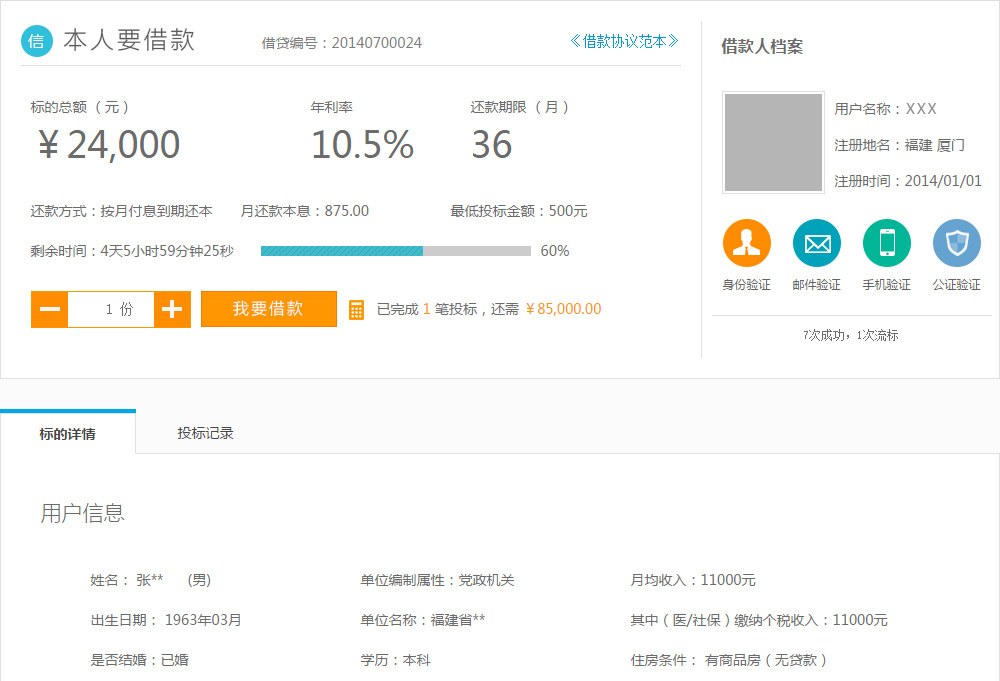 信 本人要借款 借贷编号：20140700024 《借款协议范本》
标的总额（元） 年利率 还款期限（月）
¥24,000 10.5% 36
还款方式：按月付息到期还本 月还款本息：875.00 最低投标金额：500元
剩余时间：4天5小时59分钟25秒 60%
1 份 我要借款 已完成 1 笔投标，还需 ¥85,000.00
借款人档案
用户名称：XXX
注册地名：福建 厦门
注册时间：2014/01/01
身份验证 邮件验证 手机验证 公证验证
7次成功，1次流标
标的详情 投标记录
用户信息
姓名： 张** (男) 单位编制属性：党政机关 月均收入：11000元
出生日期： 1963年03月 单位名称：福建省** 其中（医/社保）缴纳个税收入：11000元
是否结婚：已婚 学历：本科 住房条件： 有商品房（无贷款）